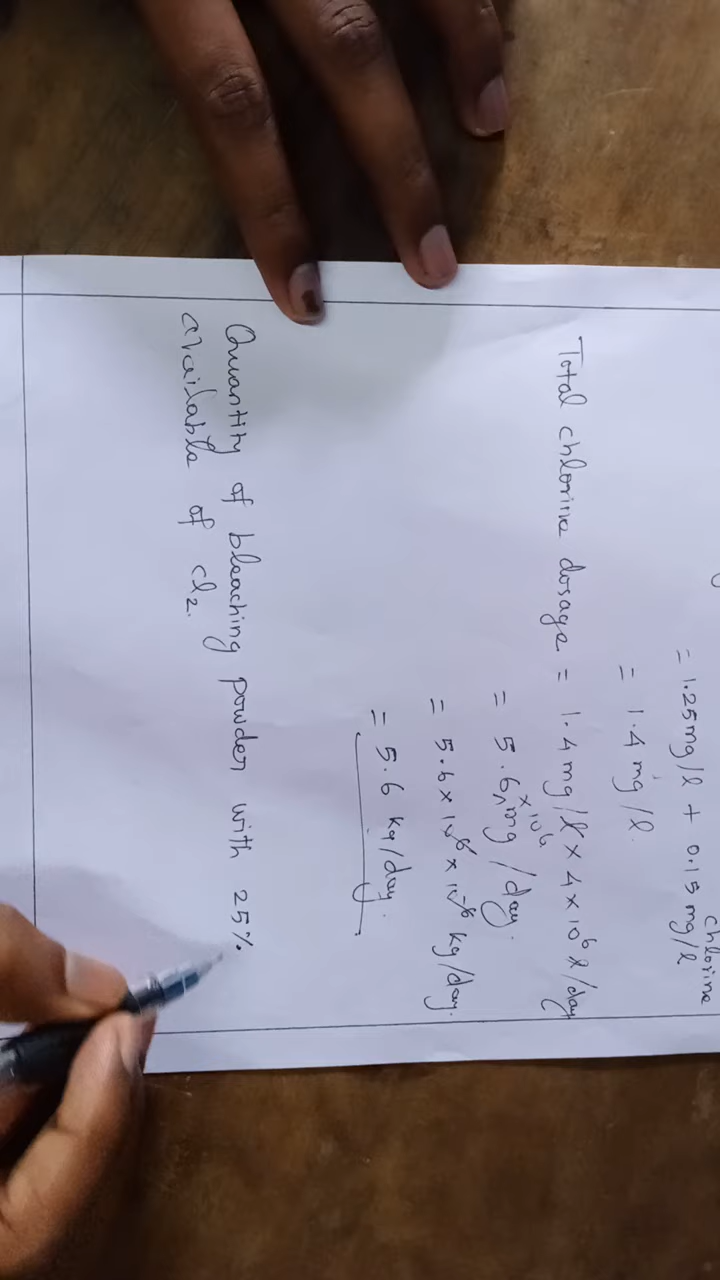 chlorine
= 1.25mg/l + 0.15 mg/l
= 1.4 mg/l.
Total chlorine dosage = 1.4 mg/l × 4 × 10⁶ l/day
= 5.6 × 10⁶ mg/day.
= 5.6 × 10⁶ × 10⁻⁶ kg/day.
= 5.6 kg/day.
Quantity of bleaching powder with 25%
available of cl₂.